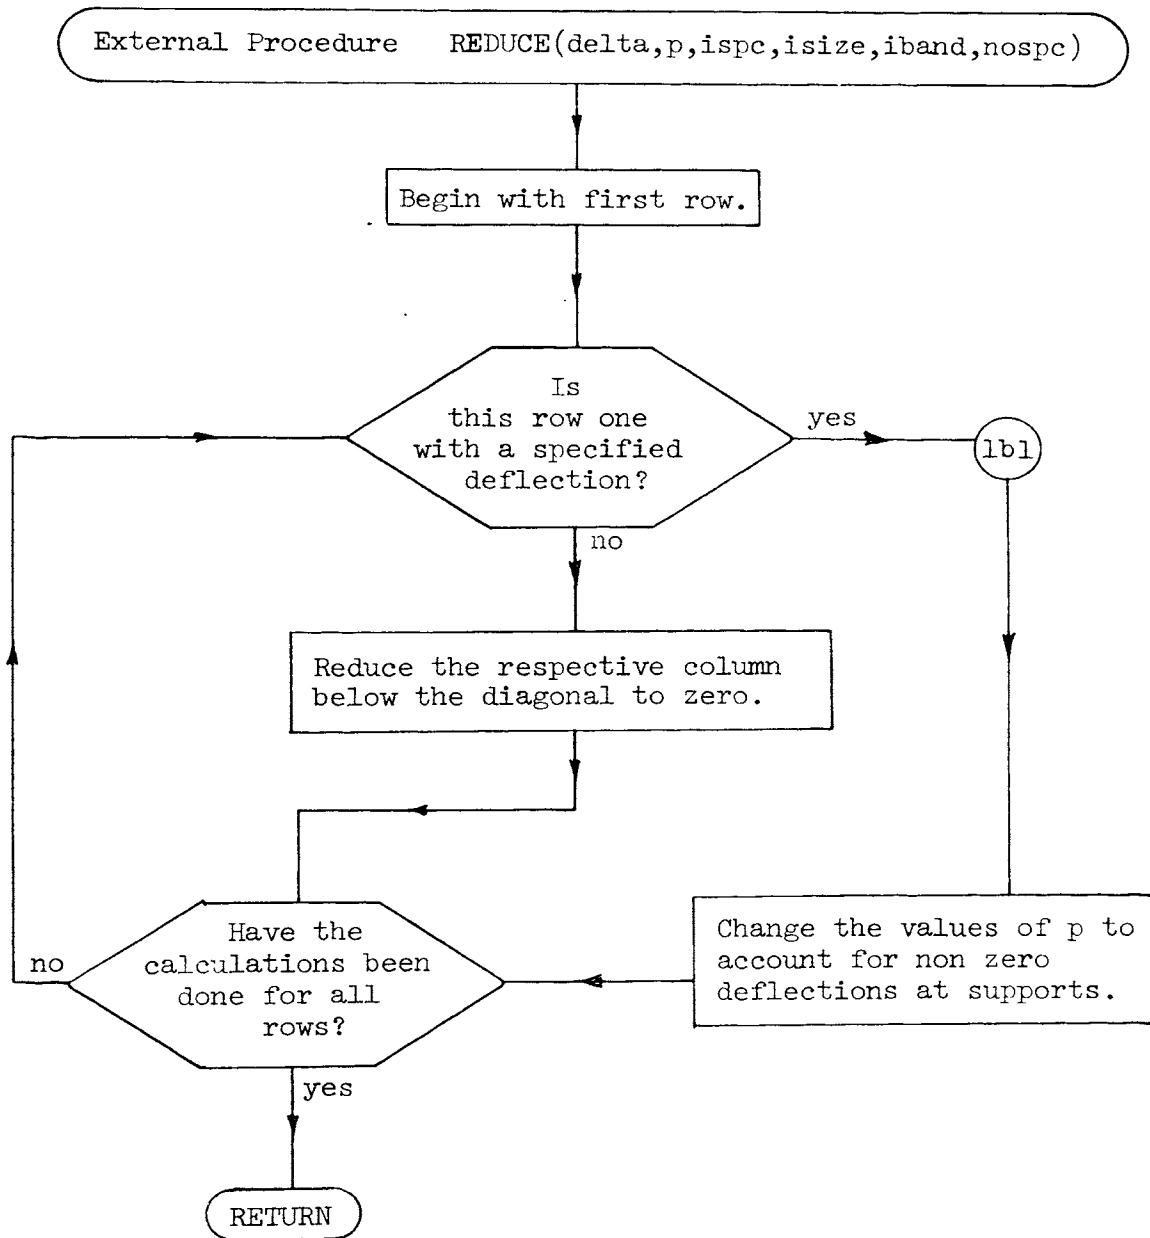 External Procedure REDUCE(delta,p,ispc,isize,iband,nospc)
Begin with first row.
Is
this row one
with a specified
deflection?
yes
lbl
no
Reduce the respective column
below the diagonal to zero.
Have the
calculations been
done for all
rows?
no
Change the values of p to
account for non zero
deflections at supports.
yes
RETURN